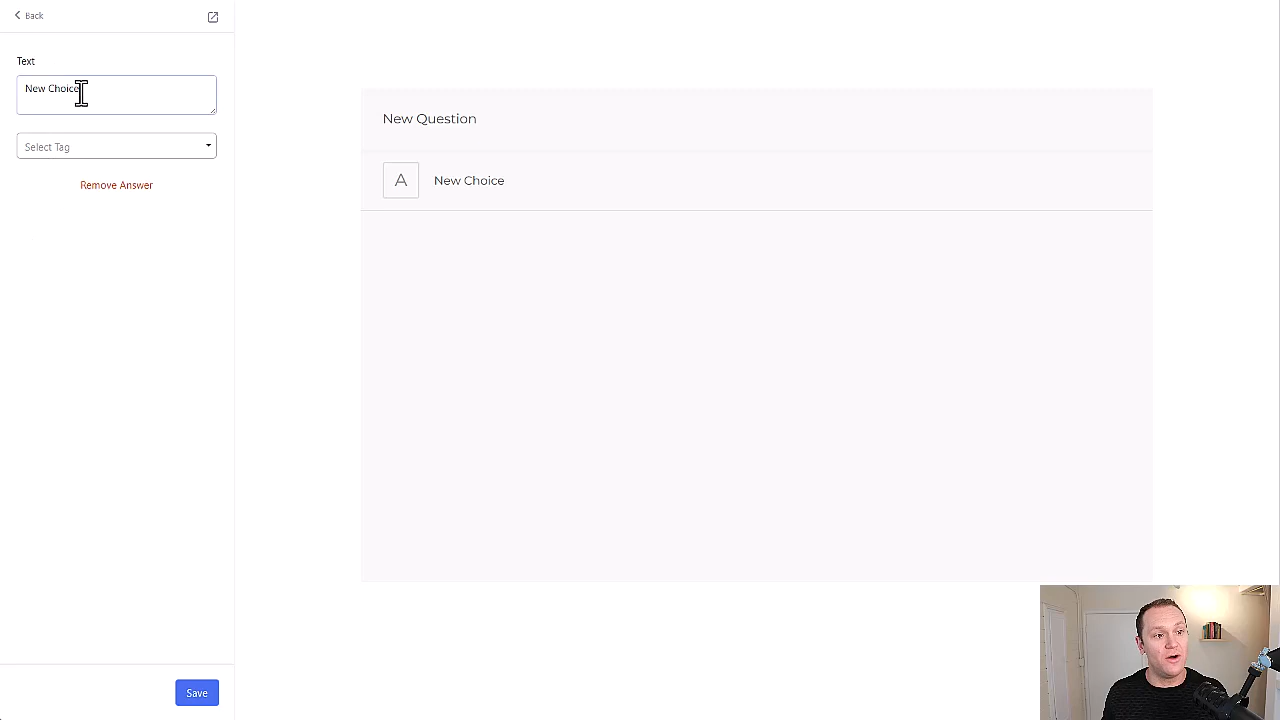 Back
Text
New Choice
Select Tag
Remove Answer
Save
New Question
A New Choice